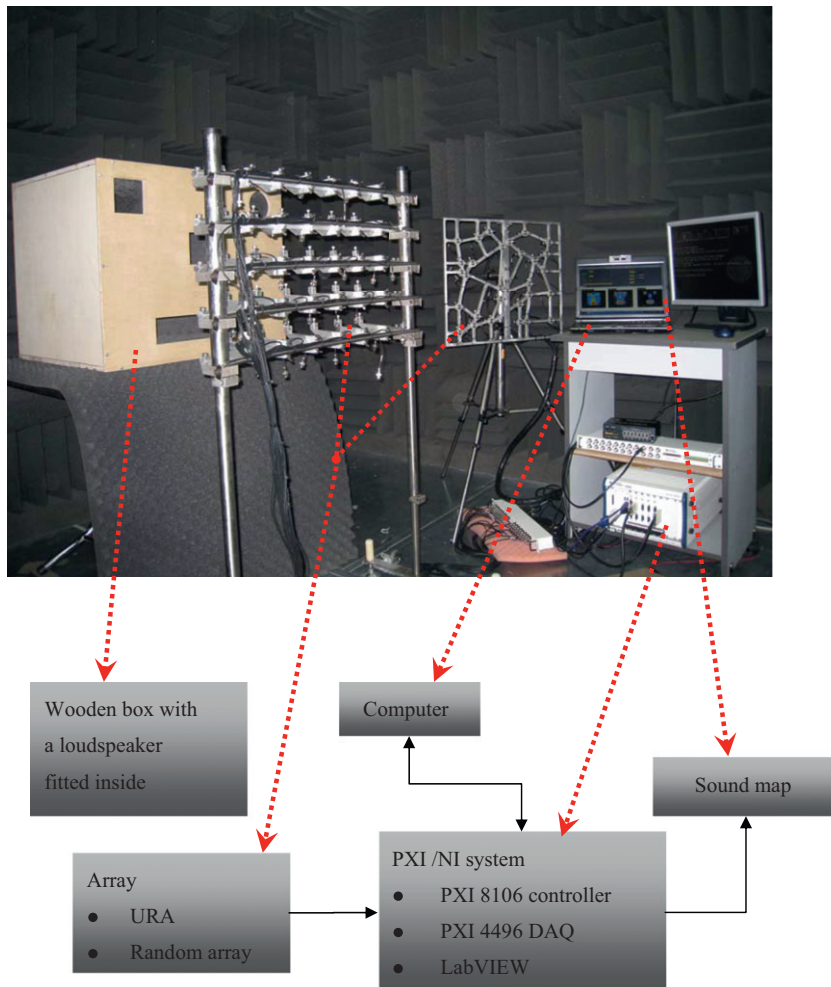 Wooden box with
a loudspeaker
fitted inside
Computer
Sound map
Array
● URA
● Random array
PXI /NI system
● PXI 8106 controller
● PXI 4496 DAQ
● LabVIEW